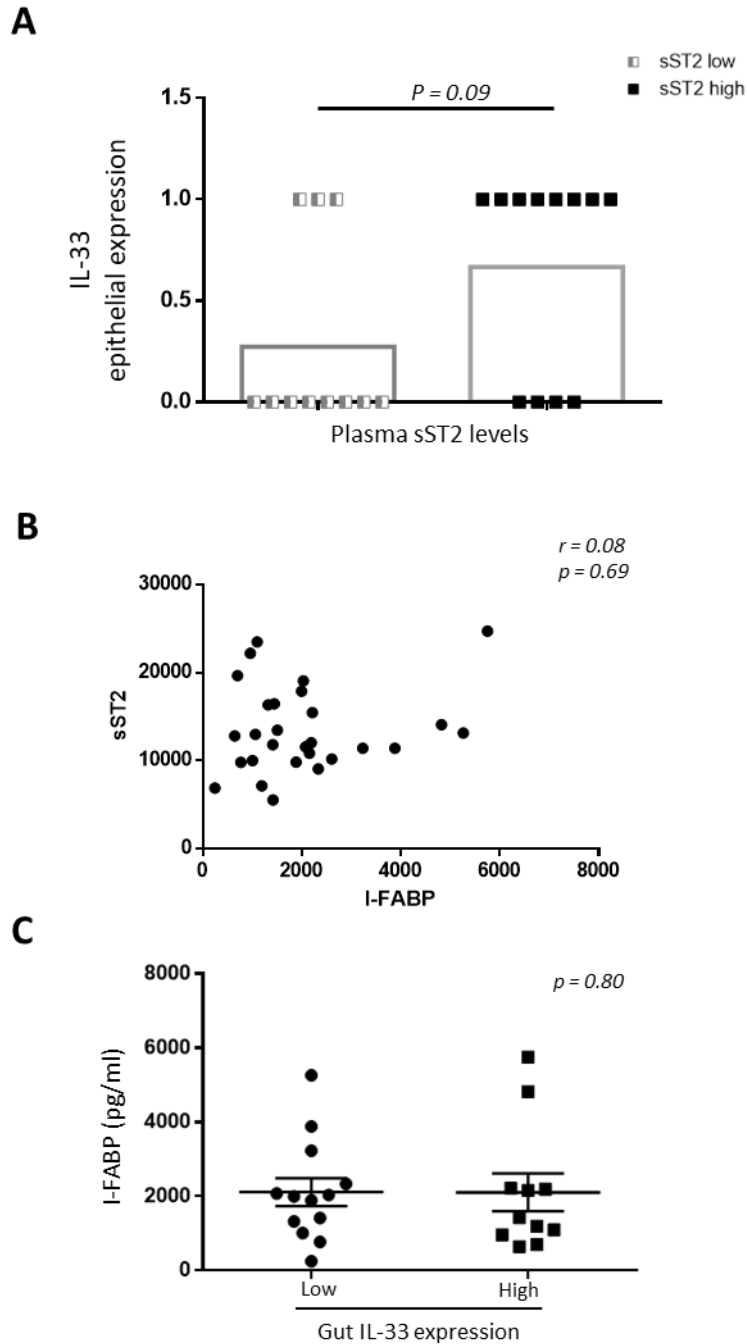 A
sST2 low
sST2 high
P = 0.09
1.5
1.0
0.5
0.0
IL-33
epithelial expression
Plasma sST2 levels
B
r = 0.08
p = 0.69
30000
20000
10000
0
sST2
0 2000 4000 6000 8000
I-FABP
C
p = 0.80
8000
6000
4000
2000
0
I-FABP (pg/ml)
Low High
Gut IL-33 expression